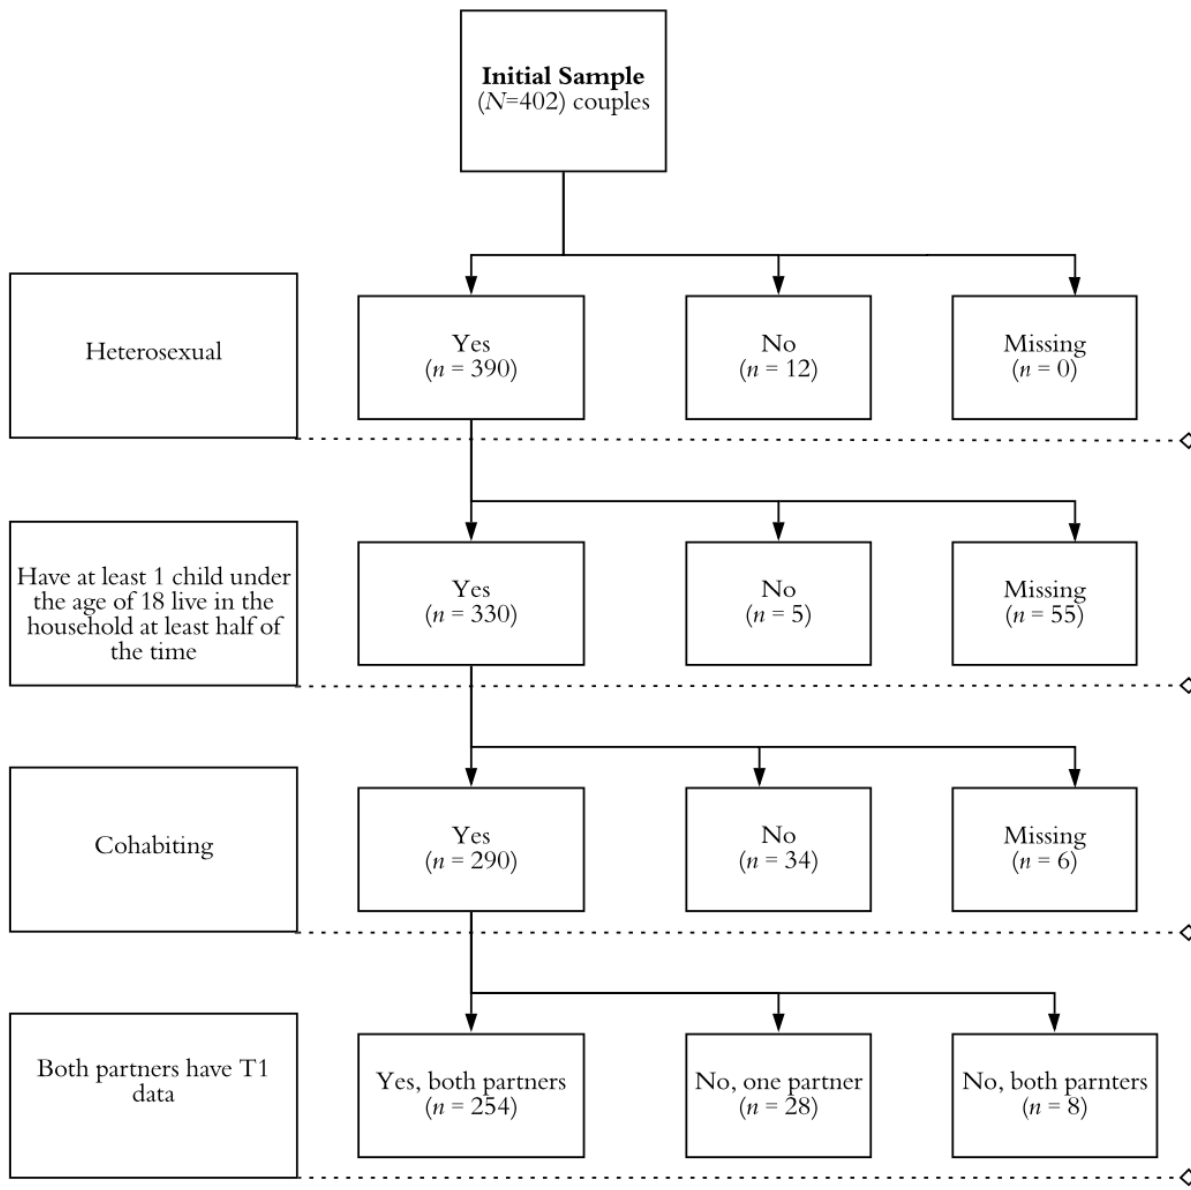 Initial Sample
(N=402) couples
Heterosexual
Yes
(n = 390)
No
(n = 12)
Missing
(n = 0)
Have at least 1 child under
the age of 18 live in the
household at least half of
the time
Yes
(n = 330)
No
(n = 5)
Missing
(n = 55)
Cohabiting
Yes
(n = 290)
No
(n = 34)
Missing
(n = 6)
Both partners have T1
data
Yes, both partners
(n = 254)
No, one partner
(n = 28)
No, both parnters
(n = 8)